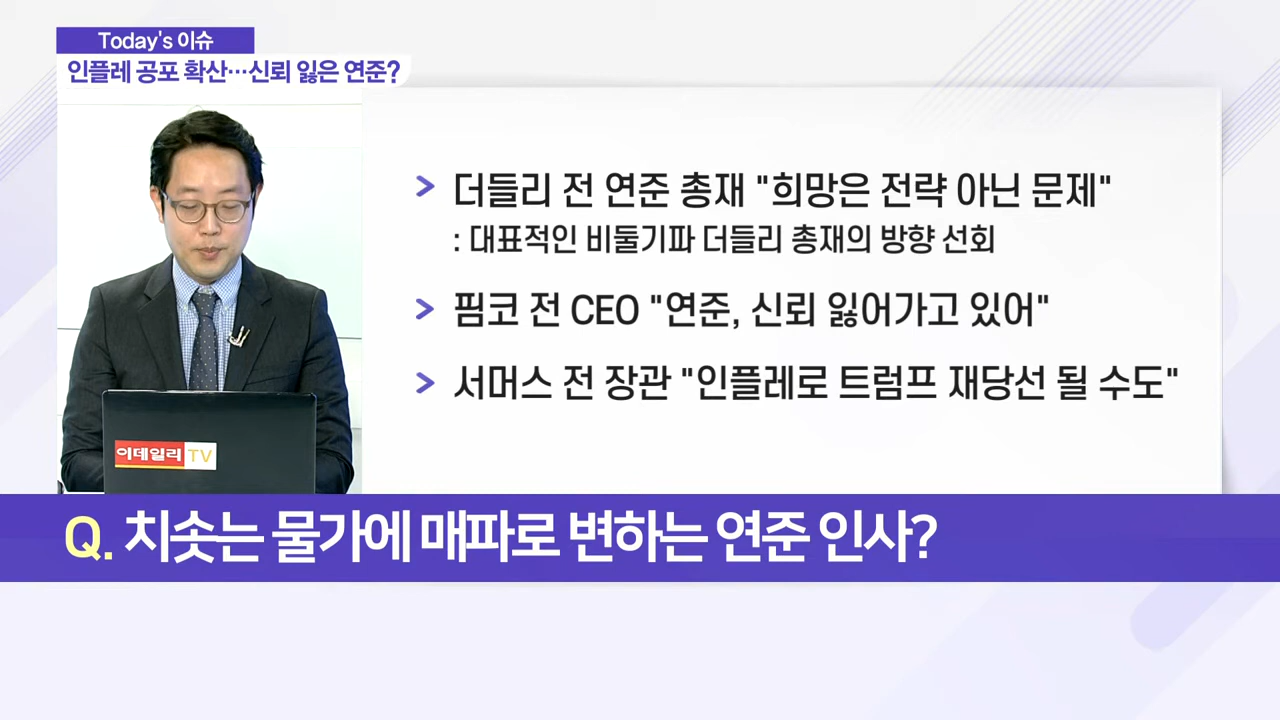 Today's 이슈
인플레 공포 확산…신뢰 잃은 연준?
> 더들리 전 연준 총재 "희망은 전략 아닌 문제"
: 대표적인 비둘기파 더들리 총재의 방향 선회
> 핌코 전 CEO "연준, 신뢰 잃어가고 있어"
> 서머스 전 장관 "인플레로 트럼프 재당선 될 수도"
이데일리 TV
Q. 치솟는 물가에 매파로 변하는 연준 인사?